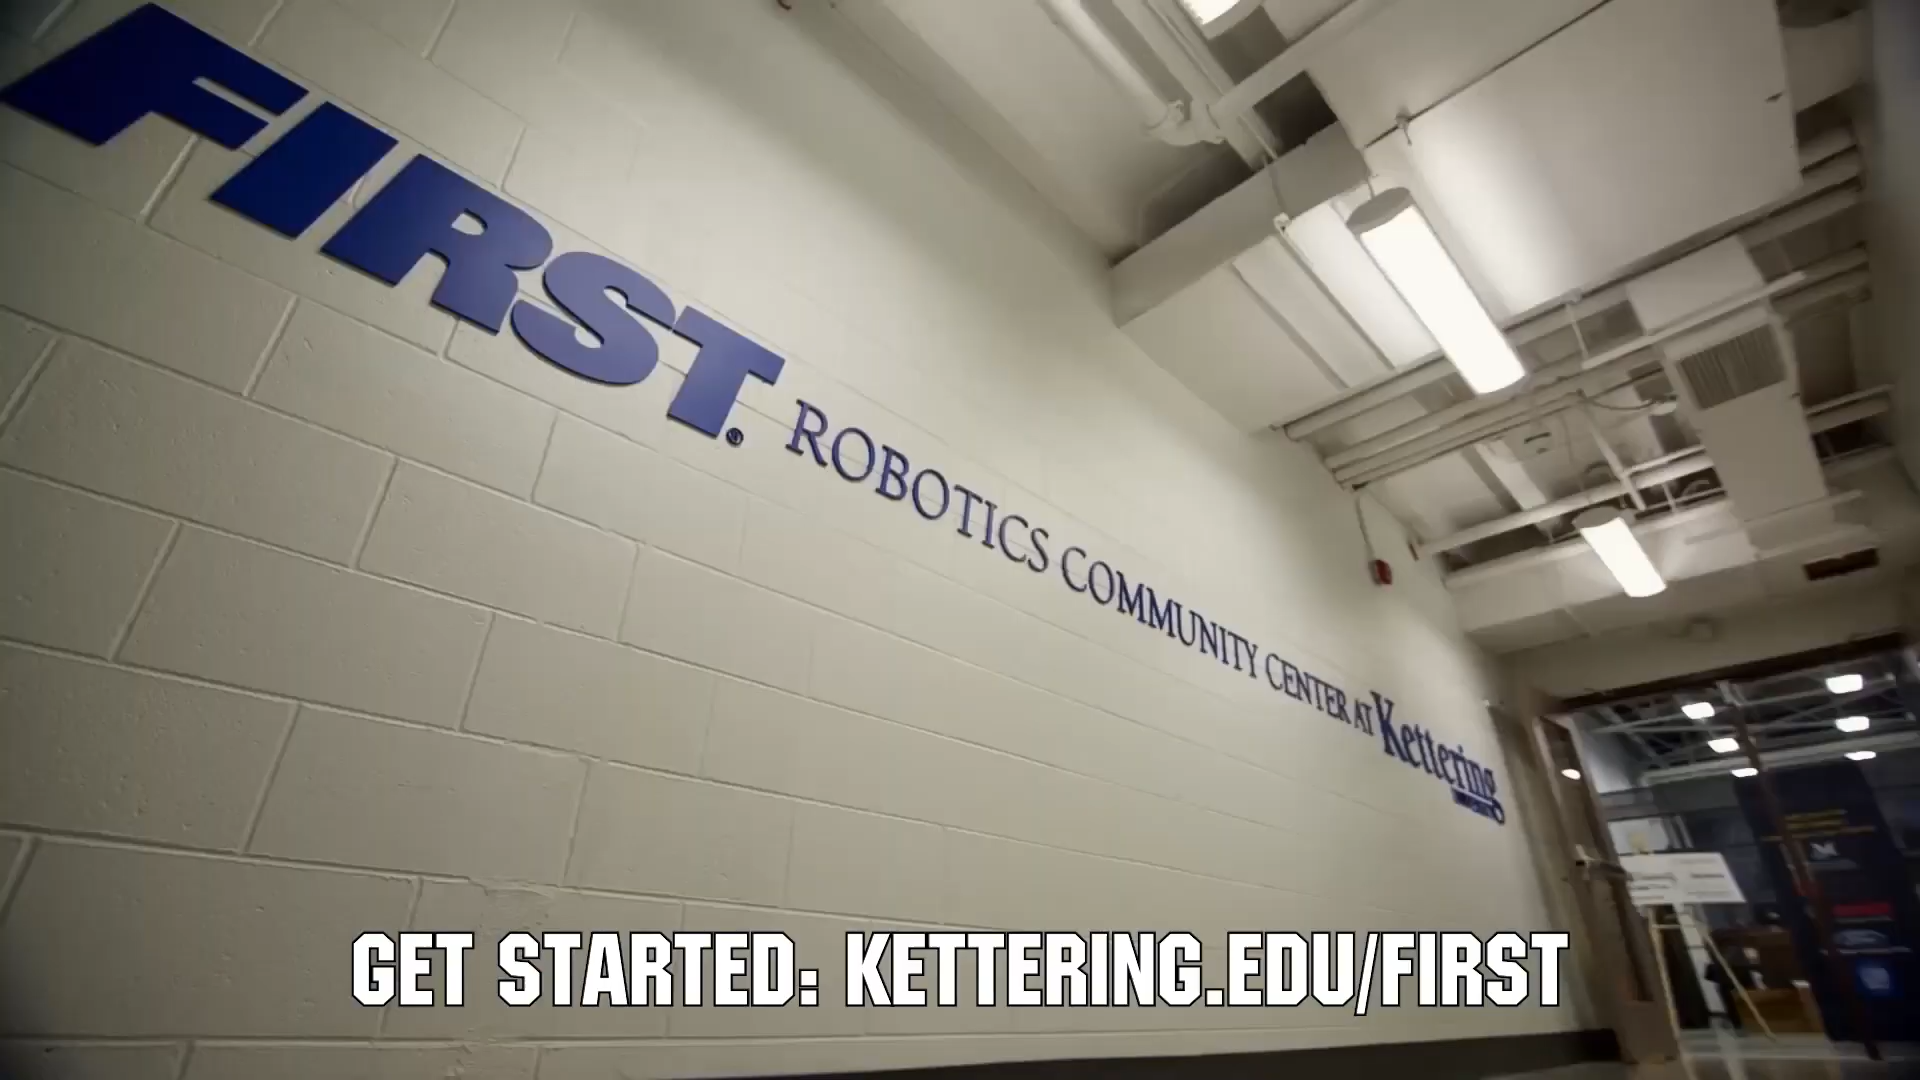 FIRST® ROBOTICS COMMUNITY CENTER AT Kettering
GET STARTED: KETTERING.EDU/FIRST